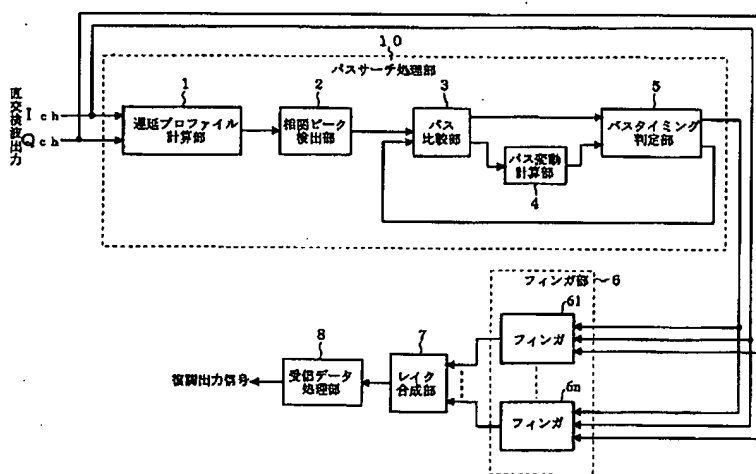 10
パスサーチ処理部
直交検波出力
Ich
Qch
1
遅延プロファイル
計算部
2
相関ピーク
検出部
3
パス
比較部
4
パス変動
計算部
5
パスタイミング
判定部
フィンガ部
6
61
フィンガ
6n
フィンガ
7
レイク
合成部
8
受信データ
処理部
復調出力信号